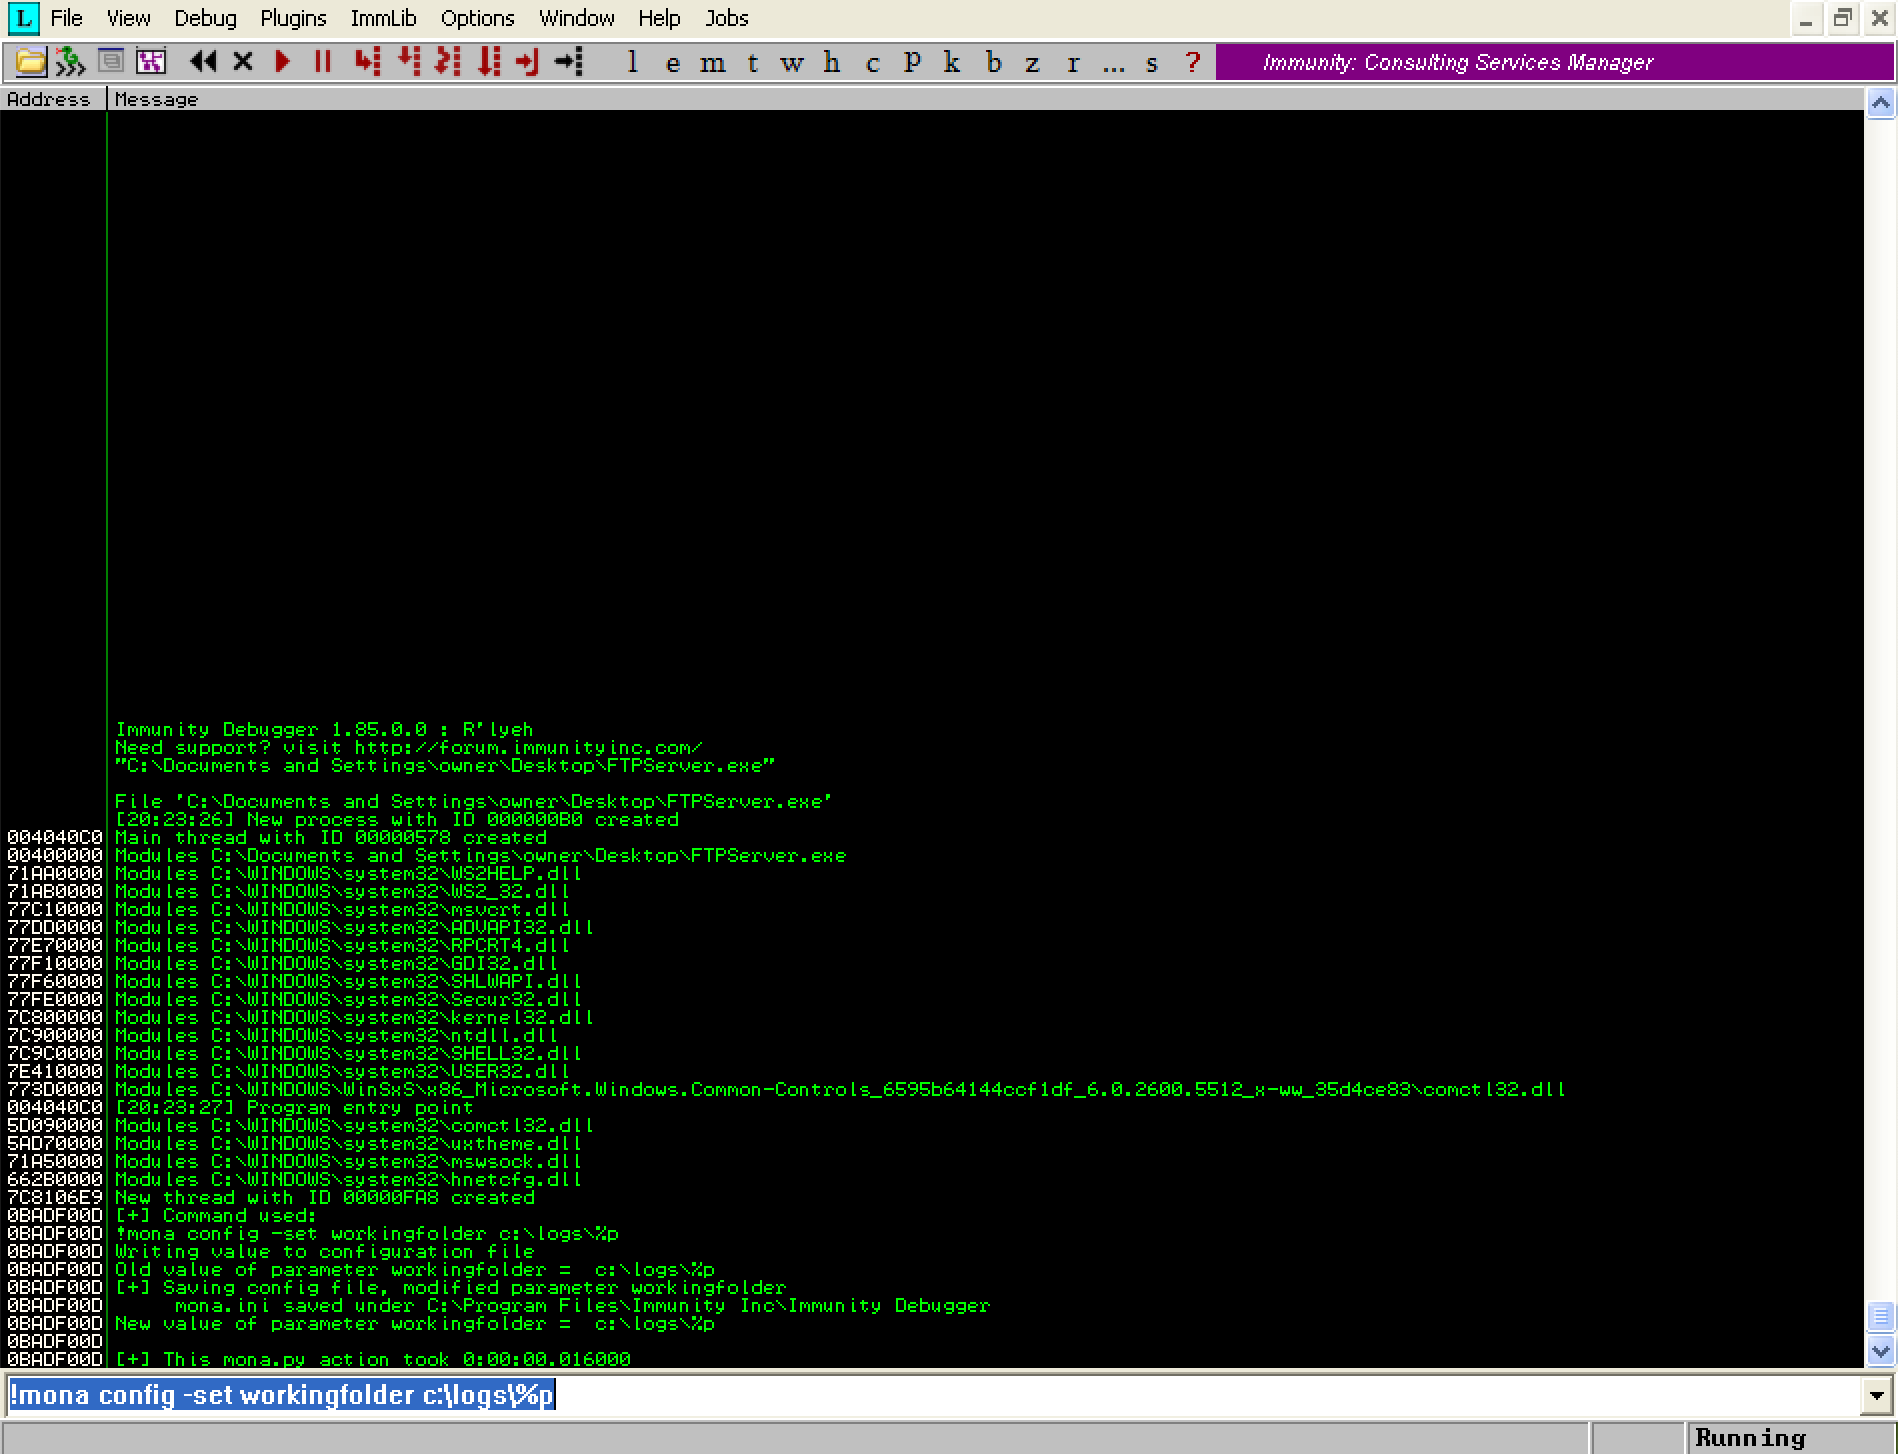 L File View Debug Plugins ImmLib Options Window Help Jobs
l e m t w h c P k b z r ... s ? Immunity: Consulting Services Manager
Address Message
Immunity Debugger 1.85.0.0 : R'lyeh
Need support? visit http://forum.immunityinc.com/
"C:\Documents and Settings\owner\Desktop\FTPServer.exe"
File 'C:\Documents and Settings\owner\Desktop\FTPServer.exe'
[20:23:26] New process with ID 000000B0 created
004040C0 Main thread with ID 00000578 created
00400000 Modules C:\Documents and Settings\owner\Desktop\FTPServer.exe
71AA0000 Modules C:\WINDOWS\system32\WS2HELP.dll
71AB0000 Modules C:\WINDOWS\system32\WS2_32.dll
77C10000 Modules C:\WINDOWS\system32\msvcrt.dll
77DD0000 Modules C:\WINDOWS\system32\ADVAPI32.dll
77E70000 Modules C:\WINDOWS\system32\RPCRT4.dll
77F10000 Modules C:\WINDOWS\system32\GDI32.dll
77F60000 Modules C:\WINDOWS\system32\SHLWAPI.dll
77FE0000 Modules C:\WINDOWS\system32\Secur32.dll
7C800000 Modules C:\WINDOWS\system32\kernel32.dll
7C900000 Modules C:\WINDOWS\system32\ntdll.dll
7C9C0000 Modules C:\WINDOWS\system32\SHELL32.dll
7E410000 Modules C:\WINDOWS\system32\USER32.dll
773D0000 Modules C:\WINDOWS\WinSxS\x86_Microsoft.Windows.Common-Controls_6595b64144ccf1df_6.0.2600.5512_x-ww_35d4ce83\comctl32.dll
004040C0 [20:23:27] Program entry point
5D090000 Modules C:\WINDOWS\system32\comctl32.dll
5AD70000 Modules C:\WINDOWS\system32\uxtheme.dll
71A50000 Modules C:\WINDOWS\system32\mswsock.dll
662B0000 Modules C:\WINDOWS\system32\hnetcfg.dll
7C8106E9 New thread with ID 00000FA8 created
0BADF00D [+] Command used:
0BADF00D !mona config -set workingfolder c:\logs\%p
0BADF00D Writing value to configuration file
0BADF00D Old value of parameter workingfolder = c:\logs\%p
0BADF00D [+] Saving config file, modified parameter workingfolder
0BADF00D mona.ini saved under C:\Program Files\Immunity Inc\Immunity Debugger
0BADF00D New value of parameter workingfolder = c:\logs\%p
0BADF00D
0BADF00D [+] This mona.py action took 0:00:00.016000
!mona config -set workingfolder c:\logs\%p
Running